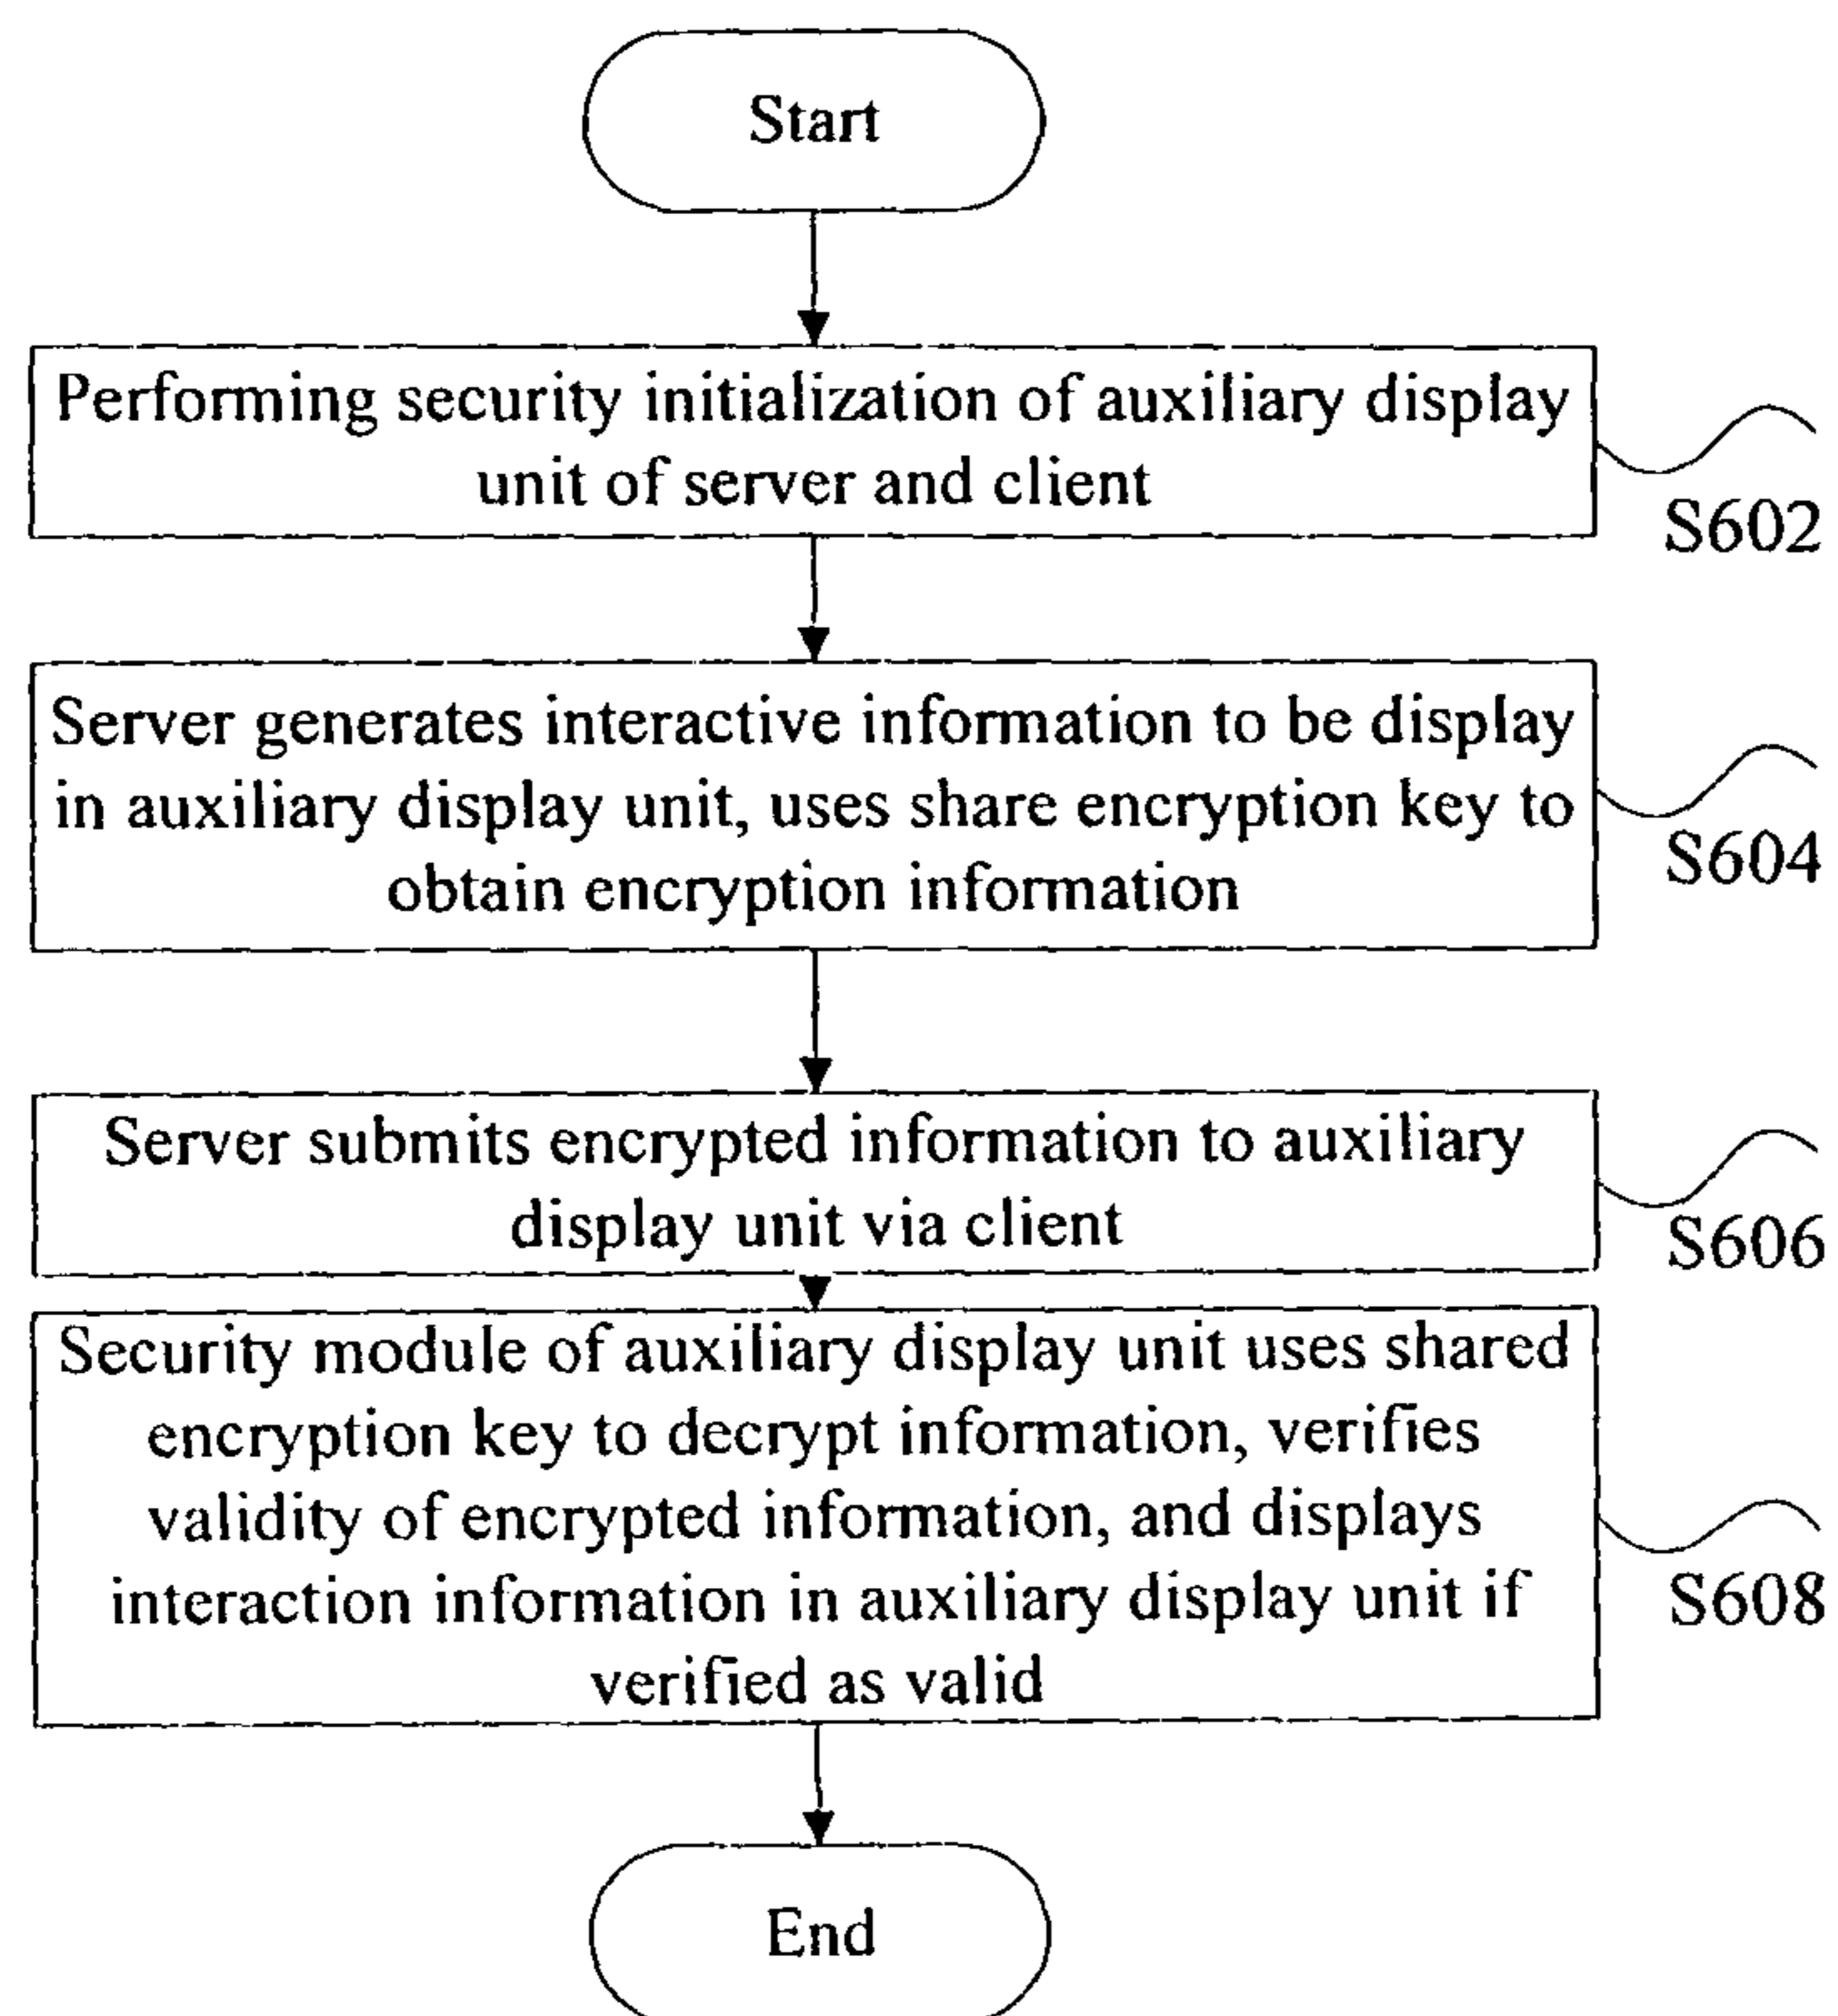 Start
Performing security initialization of auxiliary display
unit of server and client
S602
Server generates interactive information to be display
in auxiliary display unit, uses share encryption key to
obtain encryption information
S604
Server submits encrypted information to auxiliary
display unit via client
S606
Security module of auxiliary display unit uses shared
encryption key to decrypt information, verifies
validity of encrypted information, and displays
interaction information in auxiliary display unit if
verified as valid
S608
End